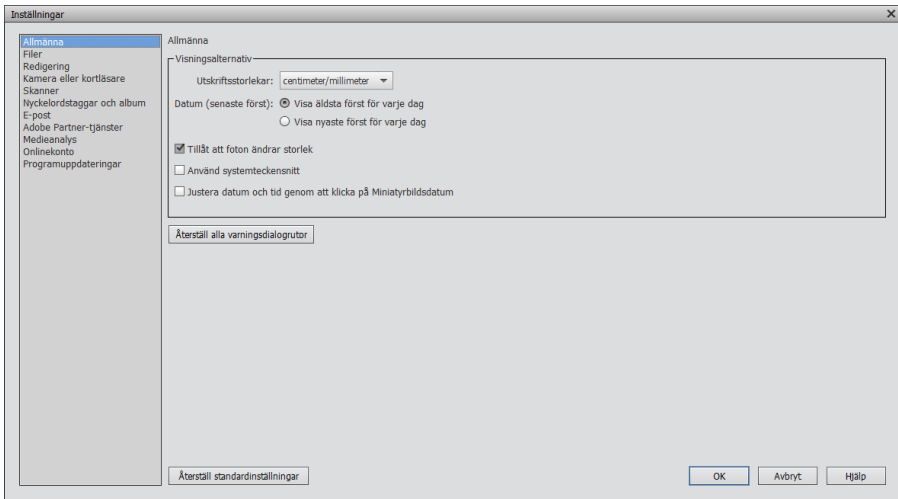 Inställningar
Allmänna
Filer
Redigering
Kamera eller kortläsare
Skanner
Nyckelordstaggar och album
E-post
Adobe Partner-tjänster
Medieanalys
Onlinekonto
Programuppdateringar
Allmänna
Visningsalternativ
Utskriftsstorlekar: centimeter/millimeter
Datum (senaste först): Visa äldsta först för varje dag
Visa nyaste först för varje dag
Tillåt att foton ändrar storlek
Använd systemteckensnitt
Justera datum och tid genom att klicka på Miniatyrbildsdatum
Återställ alla varningsdialogrutor
Återställ standardinställningar
OK
Avbryt
Hjälp